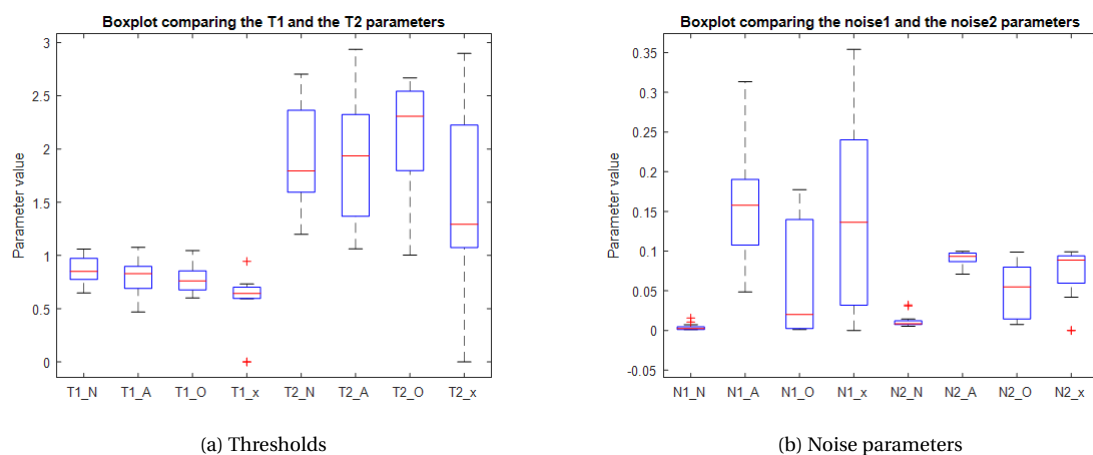 Boxplot comparing the T1 and the T2 parameters
Parameter value
3
2.5
2
1.5
1
0.5
0
T1_N T1_A T1_O T1_x T2_N T2_A T2_O T2_x
(a) Thresholds
Boxplot comparing the noise1 and the noise2 parameters
Parameter value
0.35
0.3
0.25
0.2
0.15
0.1
0.05
0
-0.05
N1_N N1_A N1_O N1_x N2_N N2_A N2_O N2_x
(b) Noise parameters